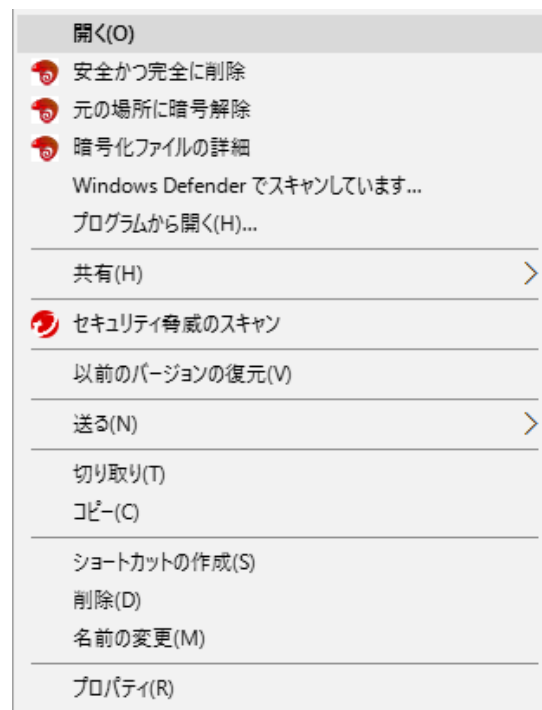 開く(O)
安全かつ完全に削除
元の場所に暗号解除
暗号化ファイルの詳細
Windows Defender でスキャンしています...
プログラムから開く(H)...
共有(H)
セキュリティ脅威のスキャン
以前のバージョンの復元(V)
送る(N)
切り取り(T)
コピー(C)
ショートカットの作成(S)
削除(D)
名前の変更(M)
プロパティ(R)